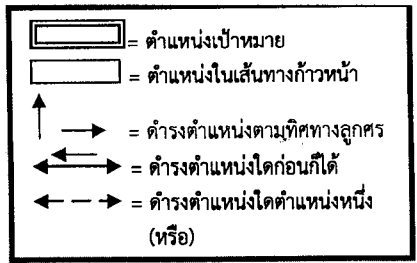 = ตำแหน่งเป้าหมาย
= ตำแหน่งในเส้นทางก้าวหน้า
= ดำรงตำแหน่งตามทิศทางลูกศร
= ดำรงตำแหน่งใดก่อนก็ได้
= ดำรงตำแหน่งใดตำแหน่งหนึ่ง
(หรือ)